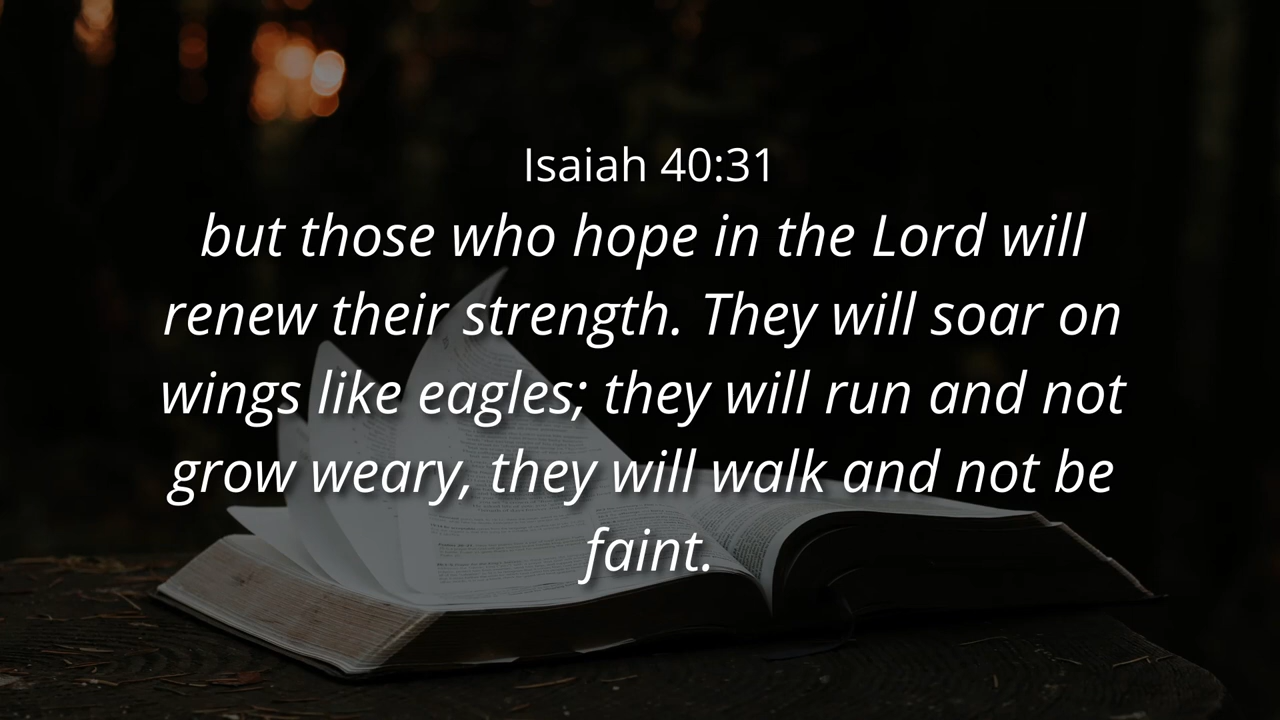 Isaiah 40:31
but those who hope in the Lord will
renew their strength. They will soar on
wings like eagles; they will run and not
grow weary, they will walk and not be
faint.